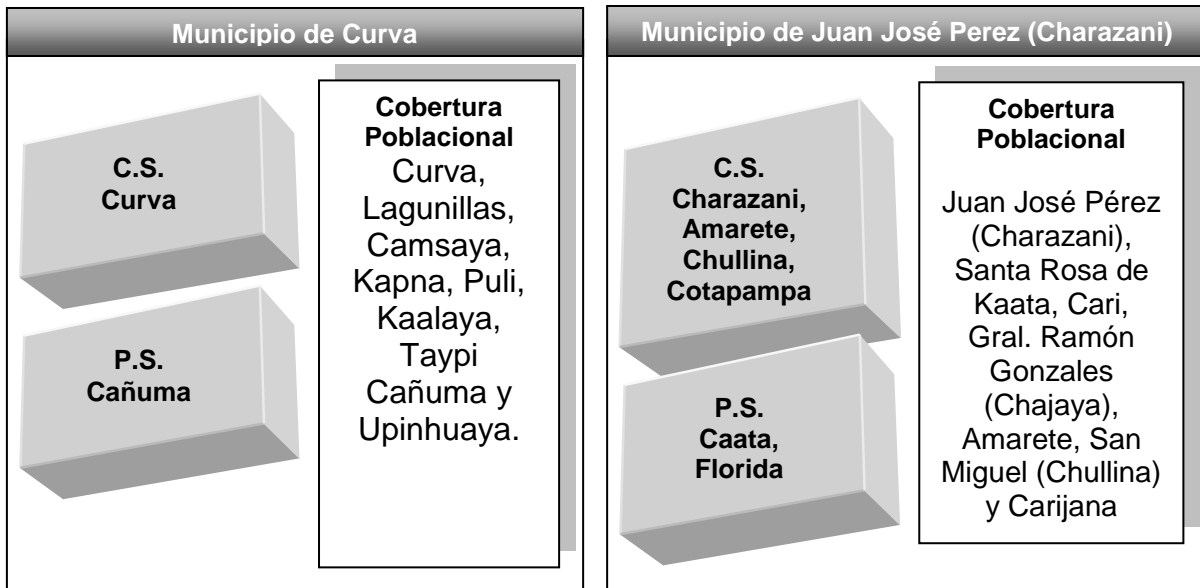 Municipio de Curva
C.S.
Curva
P.S.
Cañuma
Cobertura
Poblacional
Curva,
Lagunillas,
Camsaya,
Kapna, Puli,
Kaalaya,
Taypi
Cañuma y
Upinhuaya.
Municipio de Juan José Perez (Charazani)
C.S.
Charazani,
Amarete,
Chullina,
Cotapampa
P.S.
Caata,
Florida
Cobertura
Poblacional
Juan José Pérez
(Charazani),
Santa Rosa de
Kaata, Cari,
Gral. Ramón
Gonzales
(Chajaya),
Amarete, San
Miguel (Chullina)
y Carijana